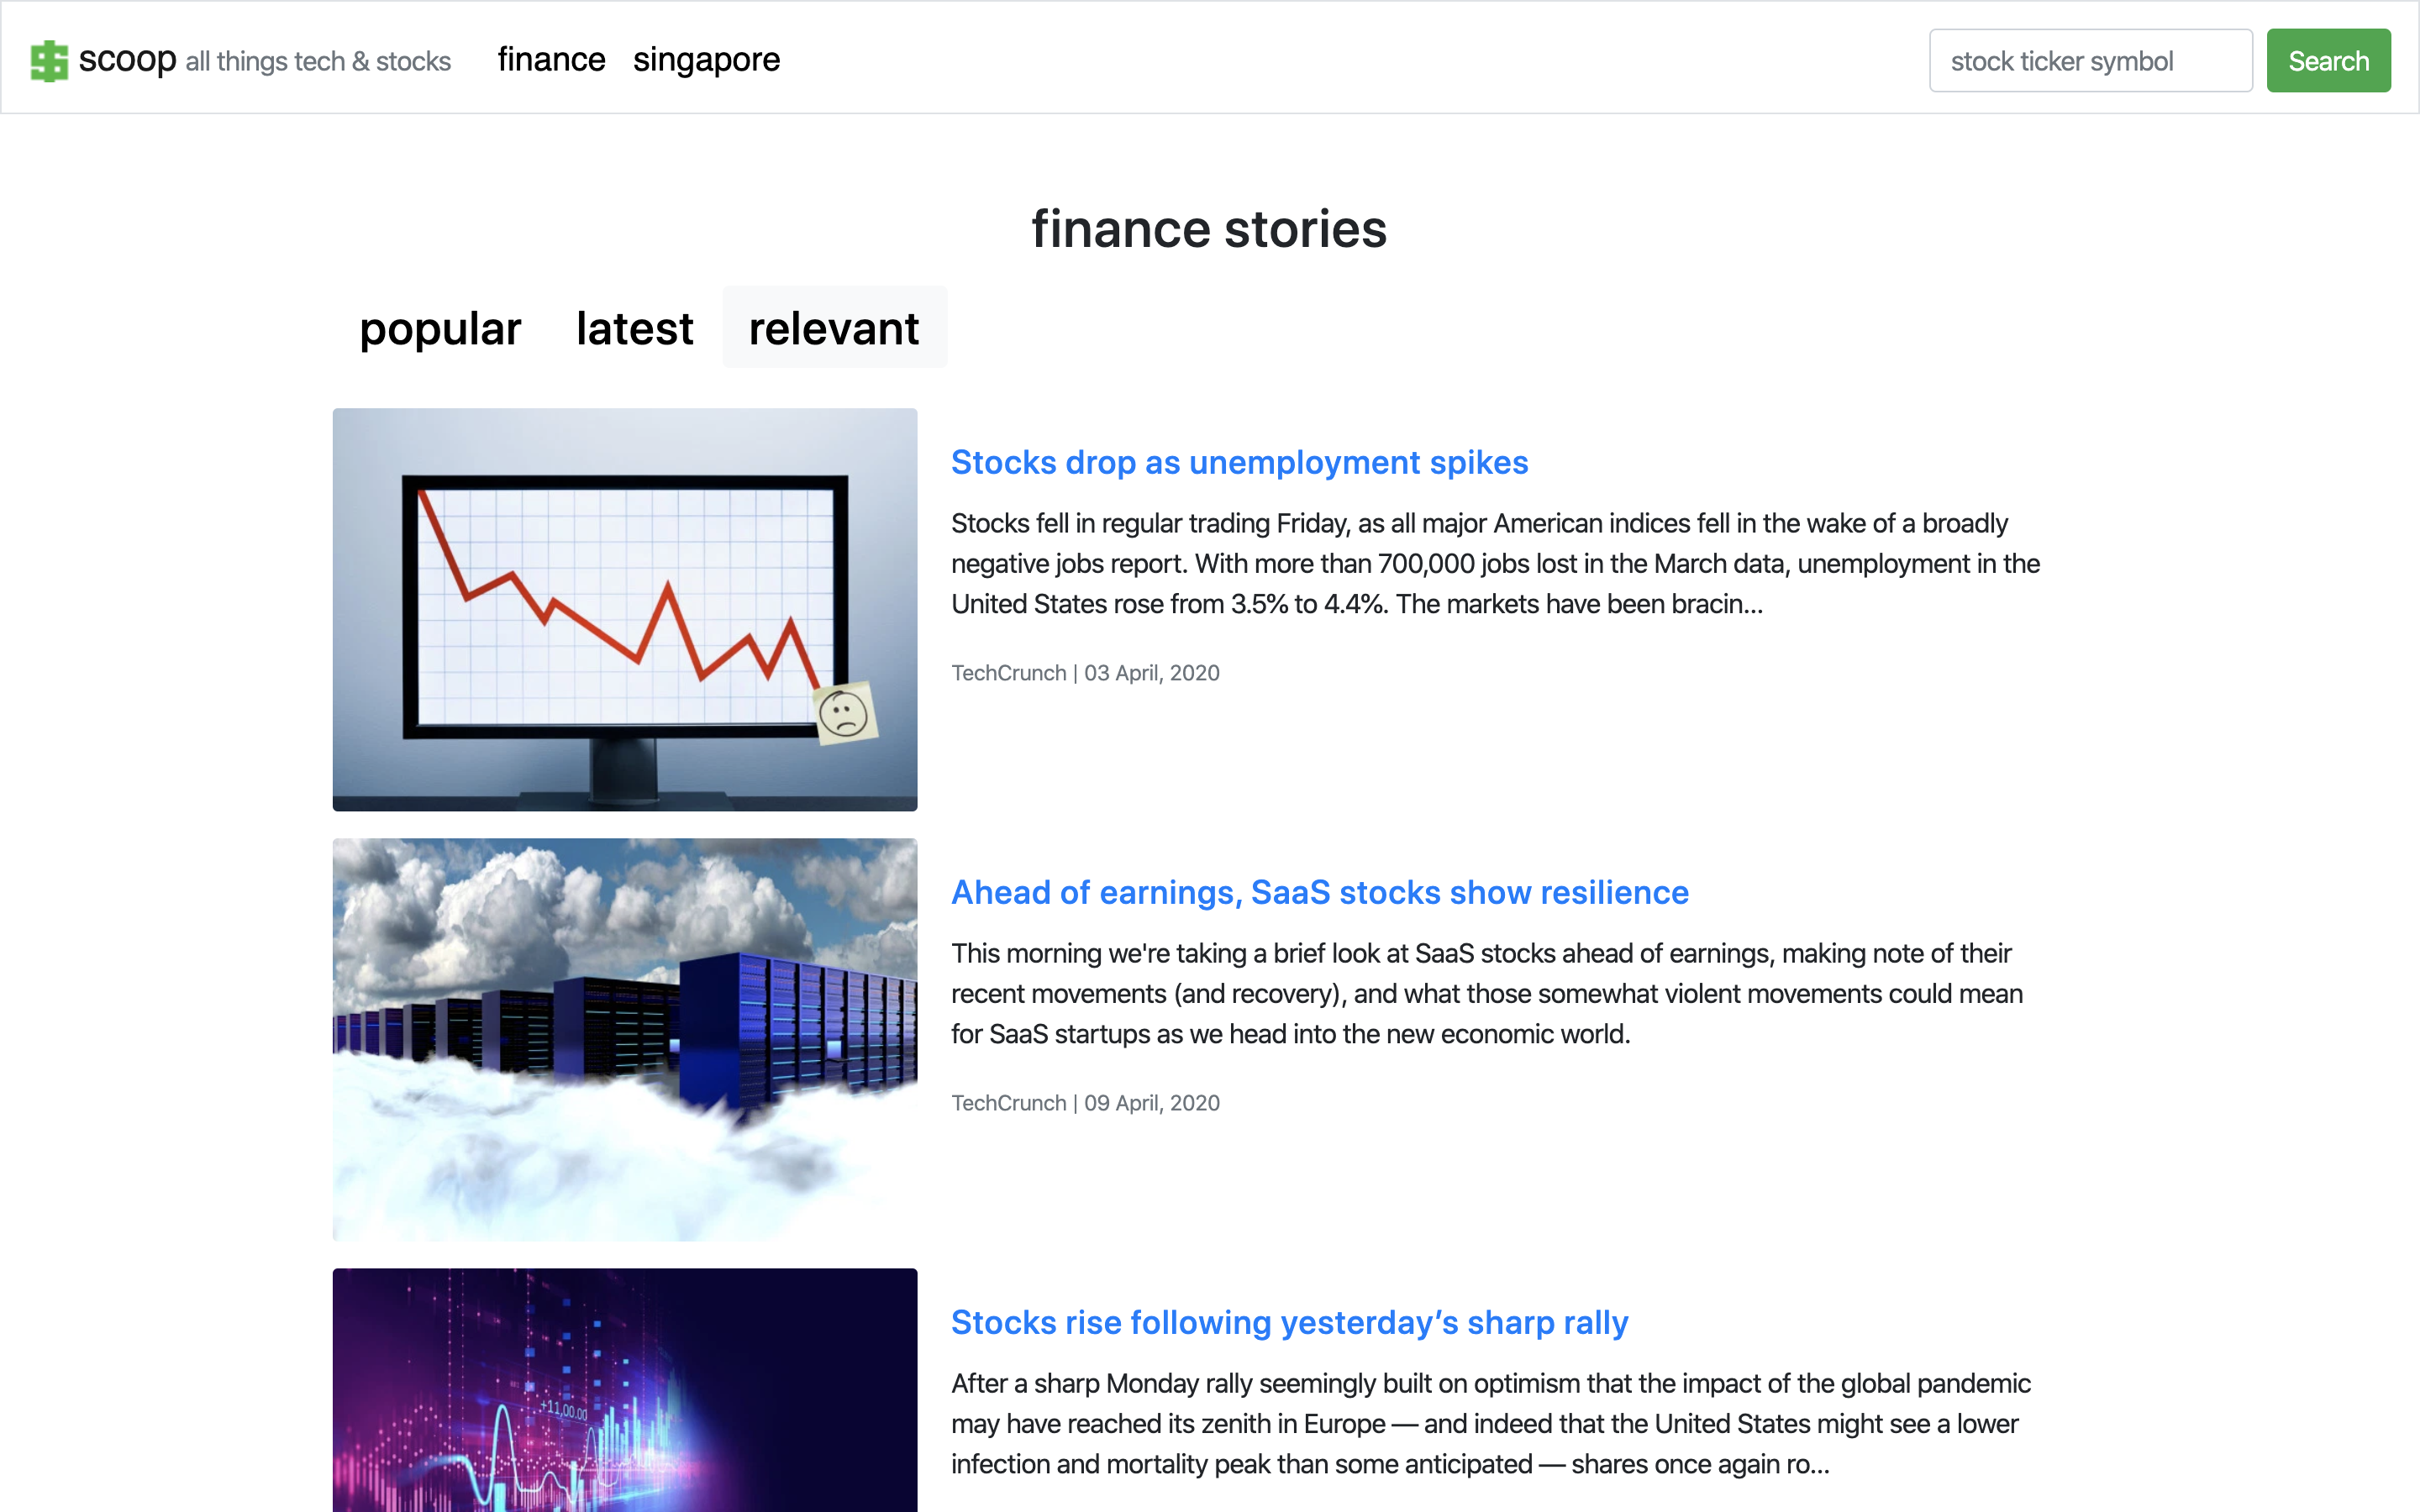 scoop all things tech & stocks finance singapore stock ticker symbol Search
finance stories
popular latest relevant
Stocks drop as unemployment spikes
Stocks fell in regular trading Friday, as all major American indices fell in the wake of a broadly
negative jobs report. With more than 700,000 jobs lost in the March data, unemployment in the
United States rose from 3.5% to 4.4%. The markets have been bracin...
TechCrunch | 03 April, 2020
Ahead of earnings, SaaS stocks show resilience
This morning we're taking a brief look at SaaS stocks ahead of earnings, making note of their
recent movements (and recovery), and what those somewhat violent movements could mean
for SaaS startups as we head into the new economic world.
TechCrunch | 09 April, 2020
+11,00.00
Stocks rise following yesterday’s sharp rally
After a sharp Monday rally seemingly built on optimism that the impact of the global pandemic
may have reached its zenith in Europe — and indeed that the United States might see a lower
infection and mortality peak than some anticipated — shares once again ro...